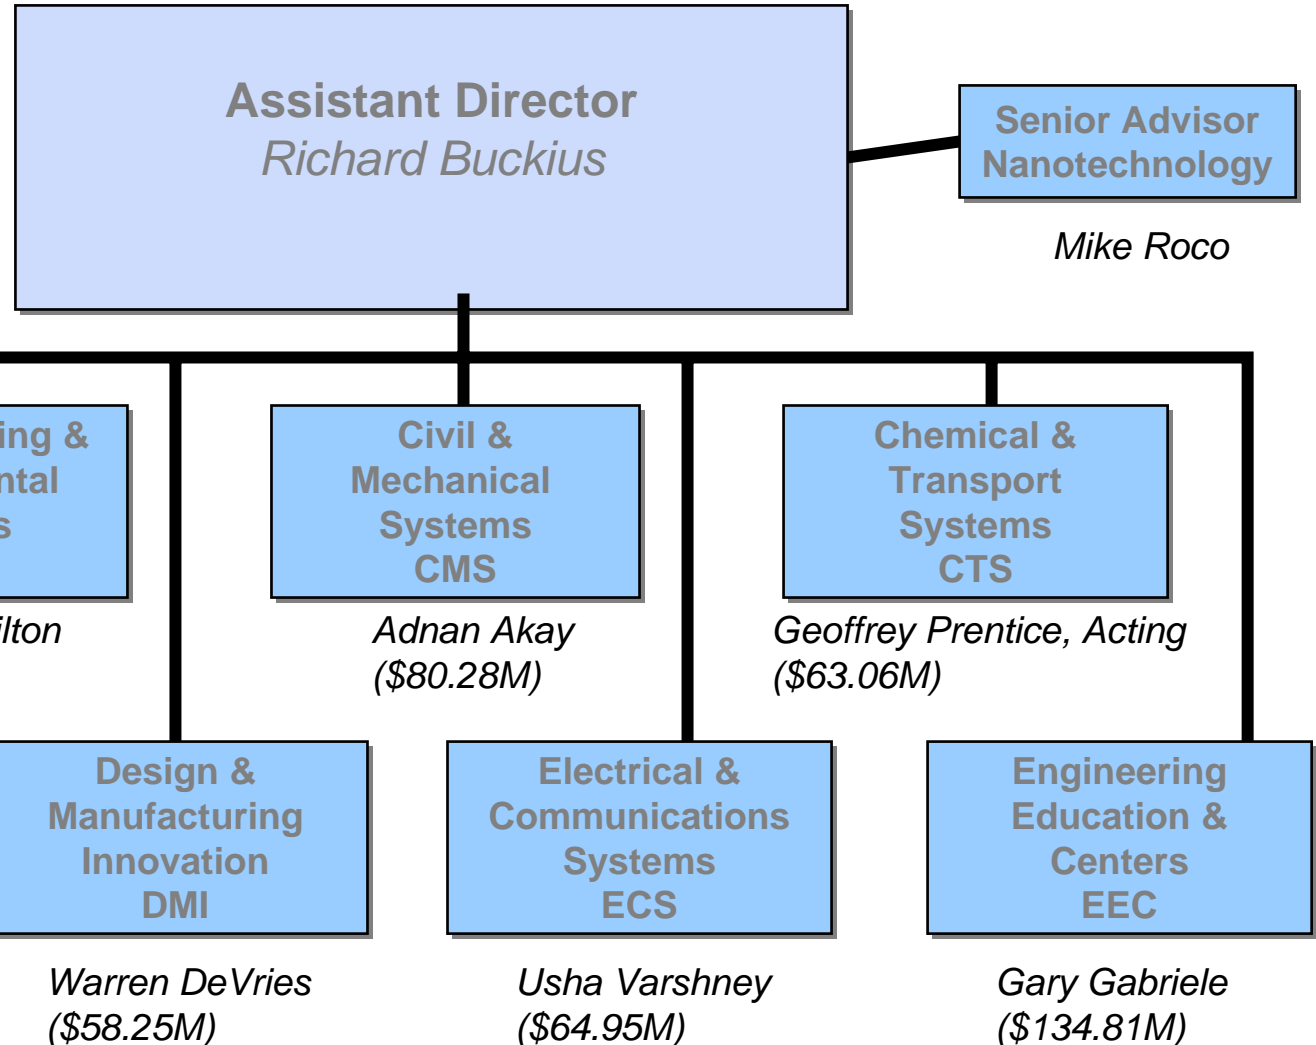 Assistant Director
Richard Buckius
Senior Advisor
Nanotechnology
Mike Roco
&
Civil &
Mechanical
Systems
CMS
Adnan Akay
($80.28M)
Chemical &
Transport
Systems
CTS
Geoffrey Prentice, Acting
($63.06M)
Design &
Manufacturing
Innovation
DMI
Warren DeVries
($58.25M)
Electrical &
Communications
Systems
ECS
Usha Varshney
($64.95M)
Engineering
Education &
Centers
EEC
Gary Gabriele
($134.81M)